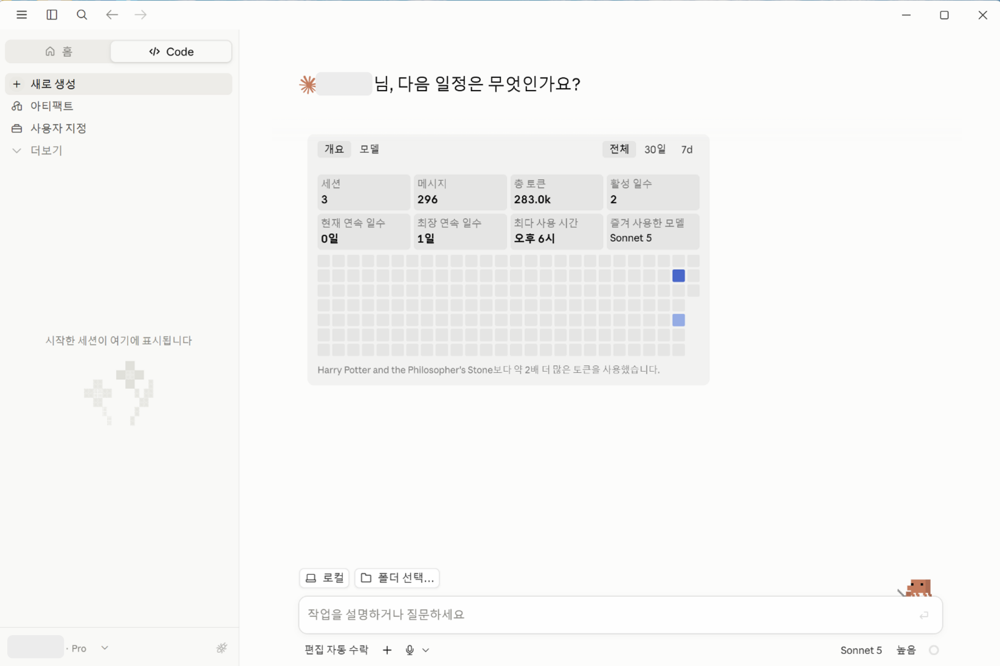 홈
Code
새로 생성
아티팩트
사용자 지정
더보기
시작한 세션이 여기에 표시됩니다
· Pro
님, 다음 일정은 무엇인가요?
개요 모델 전체 30일 7d
세션
3
메시지
296
총 토큰
283.0k
활성 일수
2
현재 연속 일수
0일
최장 연속 일수
1일
최다 사용 시간
오후 6시
즐겨 사용한 모델
Sonnet 5
Harry Potter and the Philosopher's Stone보다 약 2배 더 많은 토큰을 사용했습니다.
로컬
폴더 선택...
작업을 설명하거나 질문하세요
편집 자동 수락
Sonnet 5 높음